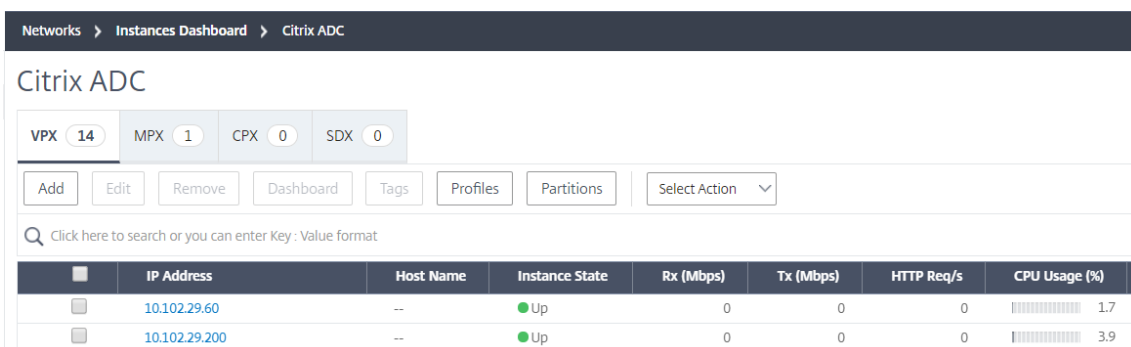 Networks > Instances Dashboard > Citrix ADC
Citrix ADC
VPX 14 MPX 1 CPX 0 SDX 0
Add Edit Remove Dashboard Tags Profiles Partitions Select Action
Click here to search or you can enter Key : Value format
IP Address Host Name Instance State Rx (Mbps) Tx (Mbps) HTTP Req/s CPU Usage (%)
10.102.29.60 -- Up 0 0 0 1.7
10.102.29.200 -- Up 0 0 0 3.9